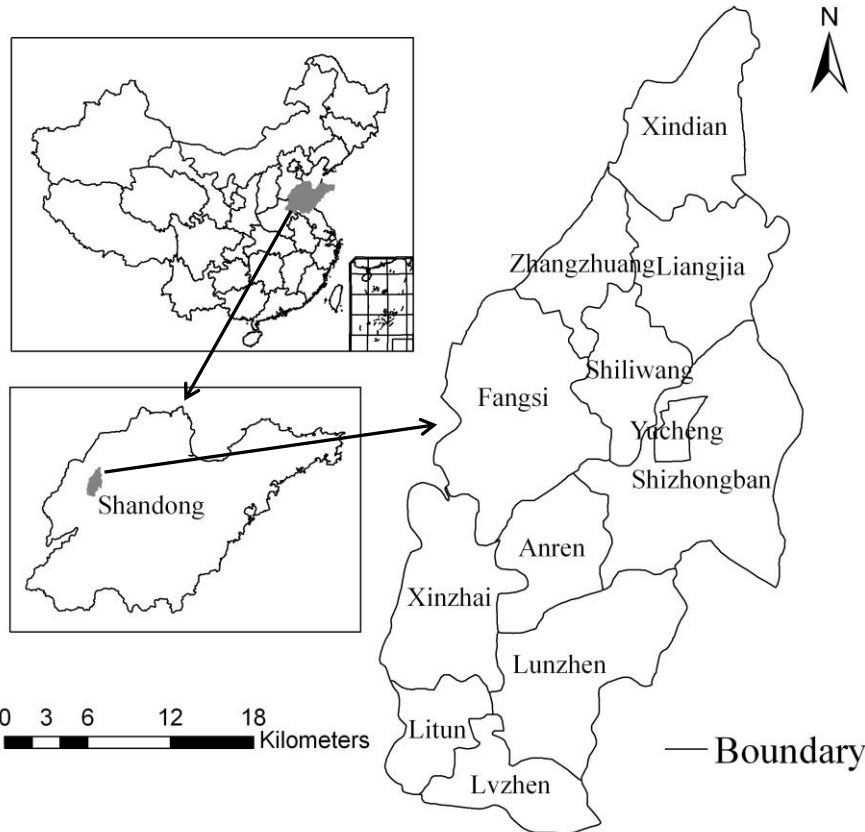 N
Xindian
Zhangzhuang
Liangjia
Shiliwang
Fangsi
Yucheng
Shizhongban
Shandong
Anren
Xinzhai
Lunzhen
0 3 6 12 18
Kilometers
Litun
Boundary
Lvzhen